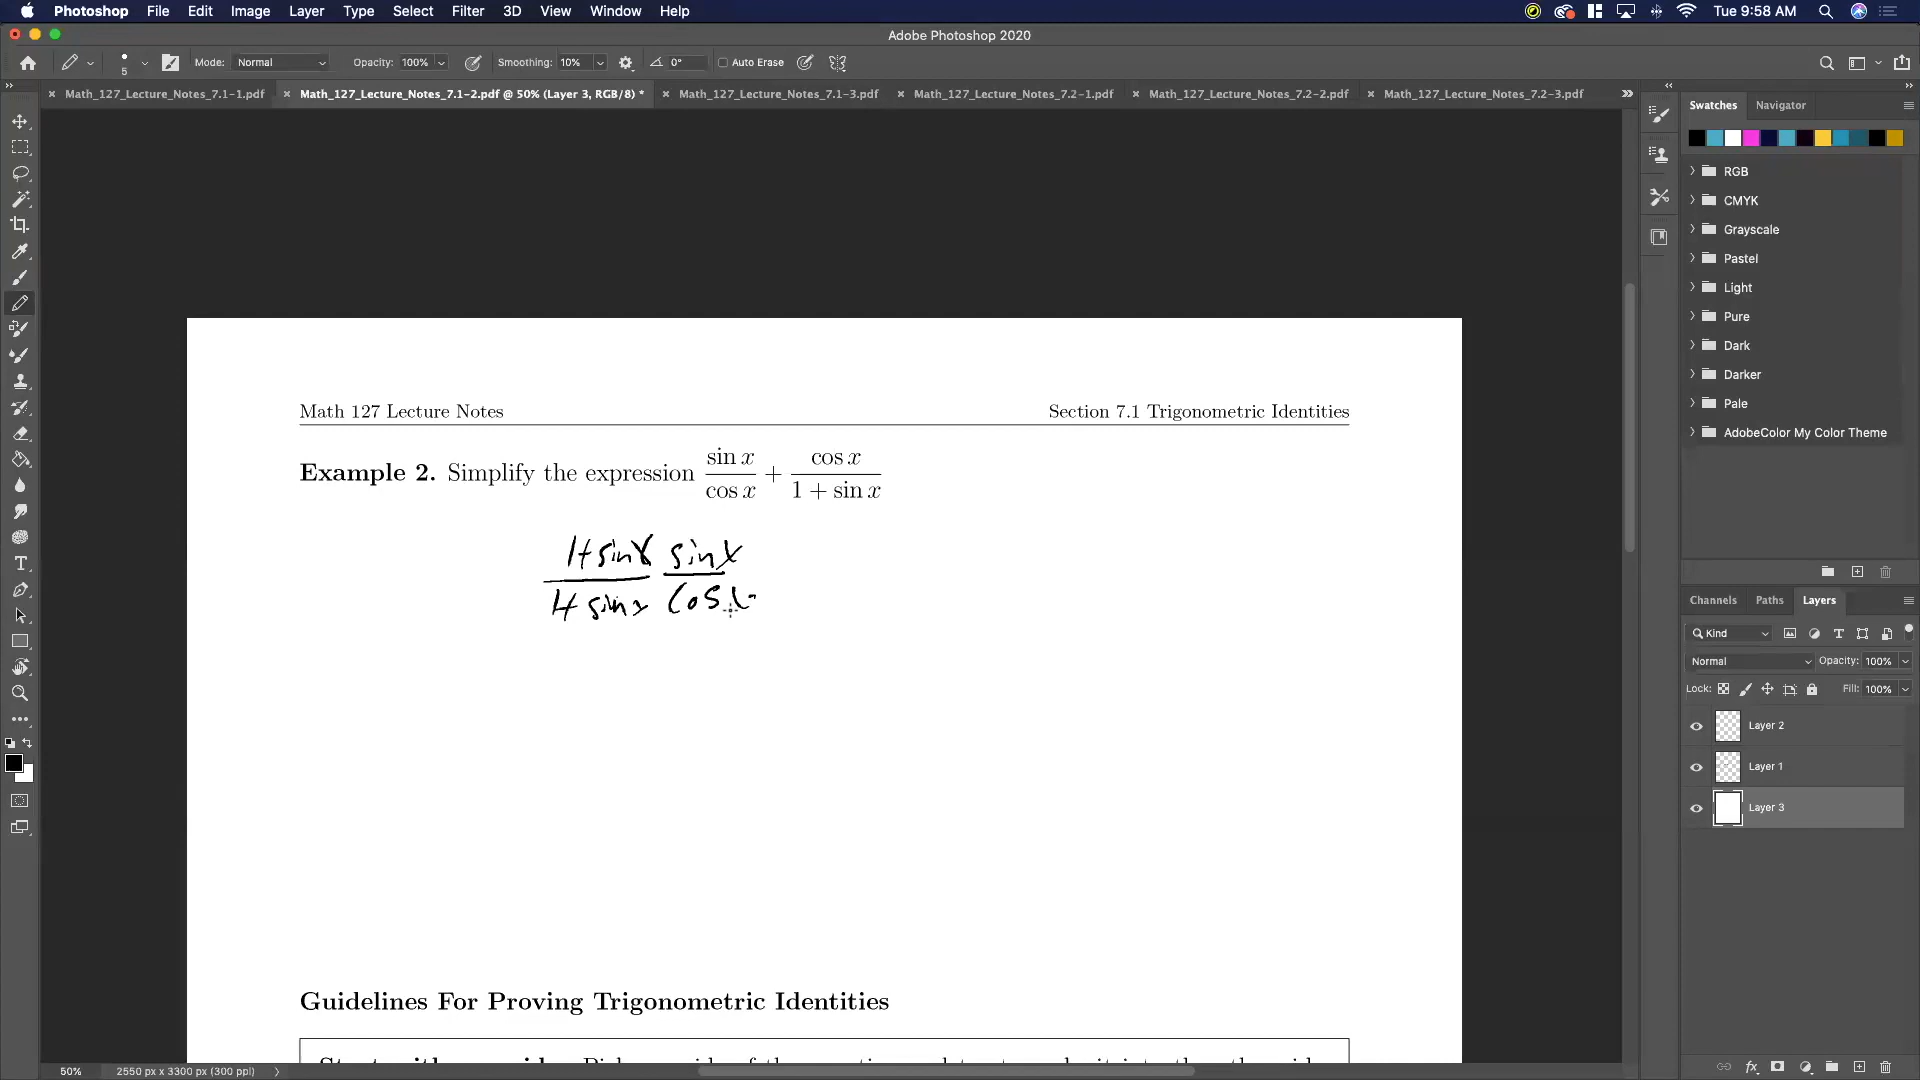 Photoshop File Edit Image Layer Type Select Filter 3D View Window Help Tue 9:58 AM
Adobe Photoshop 2020
5 Mode: Normal Opacity: 100% Smoothing: 10% 0° Auto Erase
Math_127_Lecture_Notes_7.1-1.pdf Math_127_Lecture_Notes_7.1-2.pdf @ 50% (Layer 3, RGB/8) * Math_127_Lecture_Notes_7.1-3.pdf Math_127_Lecture_Notes_7.2-1.pdf Math_127_Lecture_Notes_7.2-2.pdf Math_127_Lecture_Notes_7.2-3.pdf
Swatches Navigator
RGB
CMYK
Grayscale
Pastel
Light
Pure
Dark
Darker
Pale
AdobeColor My Color Theme
Math 127 Lecture Notes Section 7.1 Trigonometric Identities
Example 2. Simplify the expression sin x / cos x + cos x / 1 + sin x
1+sinx sinx
1+sinx cos
Guidelines For Proving Trigonometric Identities
Channels Paths Layers
Kind
Normal Opacity: 100%
Lock: Fill: 100%
Layer 2
Layer 1
Layer 3
50% 2550 px x 3300 px (300 ppi)